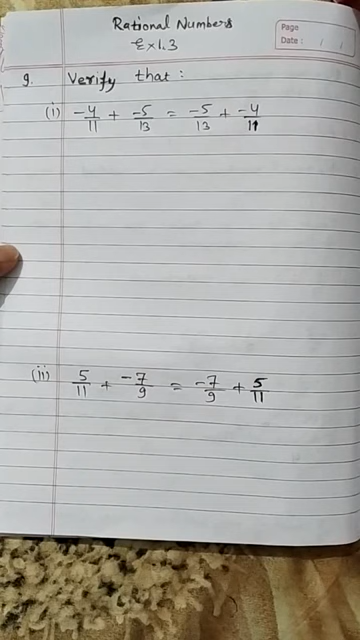 Rational Numbers
Ex 1.3
Page
Date : / /
9. Verify that :
(i) -4/11 + -5/13 = -5/13 + -4/11
(ii) 5/11 + -7/9 = -7/9 + 5/11